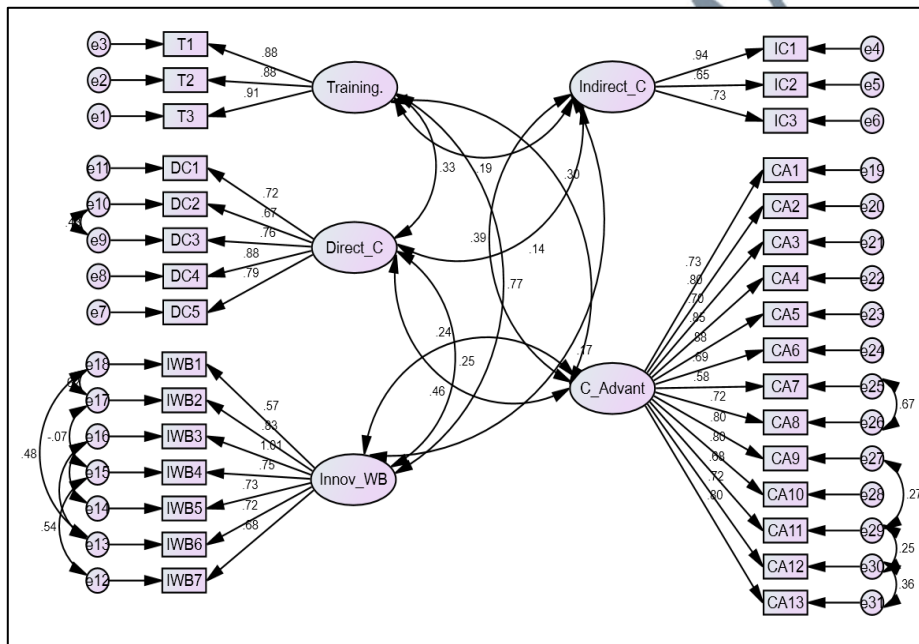 e3 T1 .88
e2 T2 .88
e1 T3 .91
Training.
e11 DC1 .72
e10 DC2 .67
e9 DC3 .76
e8 DC4 .88
e7 DC5 .79
Direct_C
e18 IWB1 .57
e17 IWB2 .83
e16 IWB3 1.01
e15 IWB4 .75
e14 IWB5 .73
e13 IWB6 .72
e12 IWB7 .68
Innov_WB
-.07
.48
.54
.33
.19
.30
.39
.14
.77
.24
.25
.46
.17
Indirect_C
.94 IC1 e4
.65 IC2 e5
.73 IC3 e6
C_Advant
.73 CA1 e19
.80 CA2 e20
.70 CA3 e21
.85 CA4 e22
.88 CA5 e23
.69 CA6 e24
.58 CA7 e25
.72 CA8 e26
.80 CA9 e27
.80 CA10 e28
.68 CA11 e29
.72 CA12 e30
.80 CA13 e31
.67
.27
.25
.36